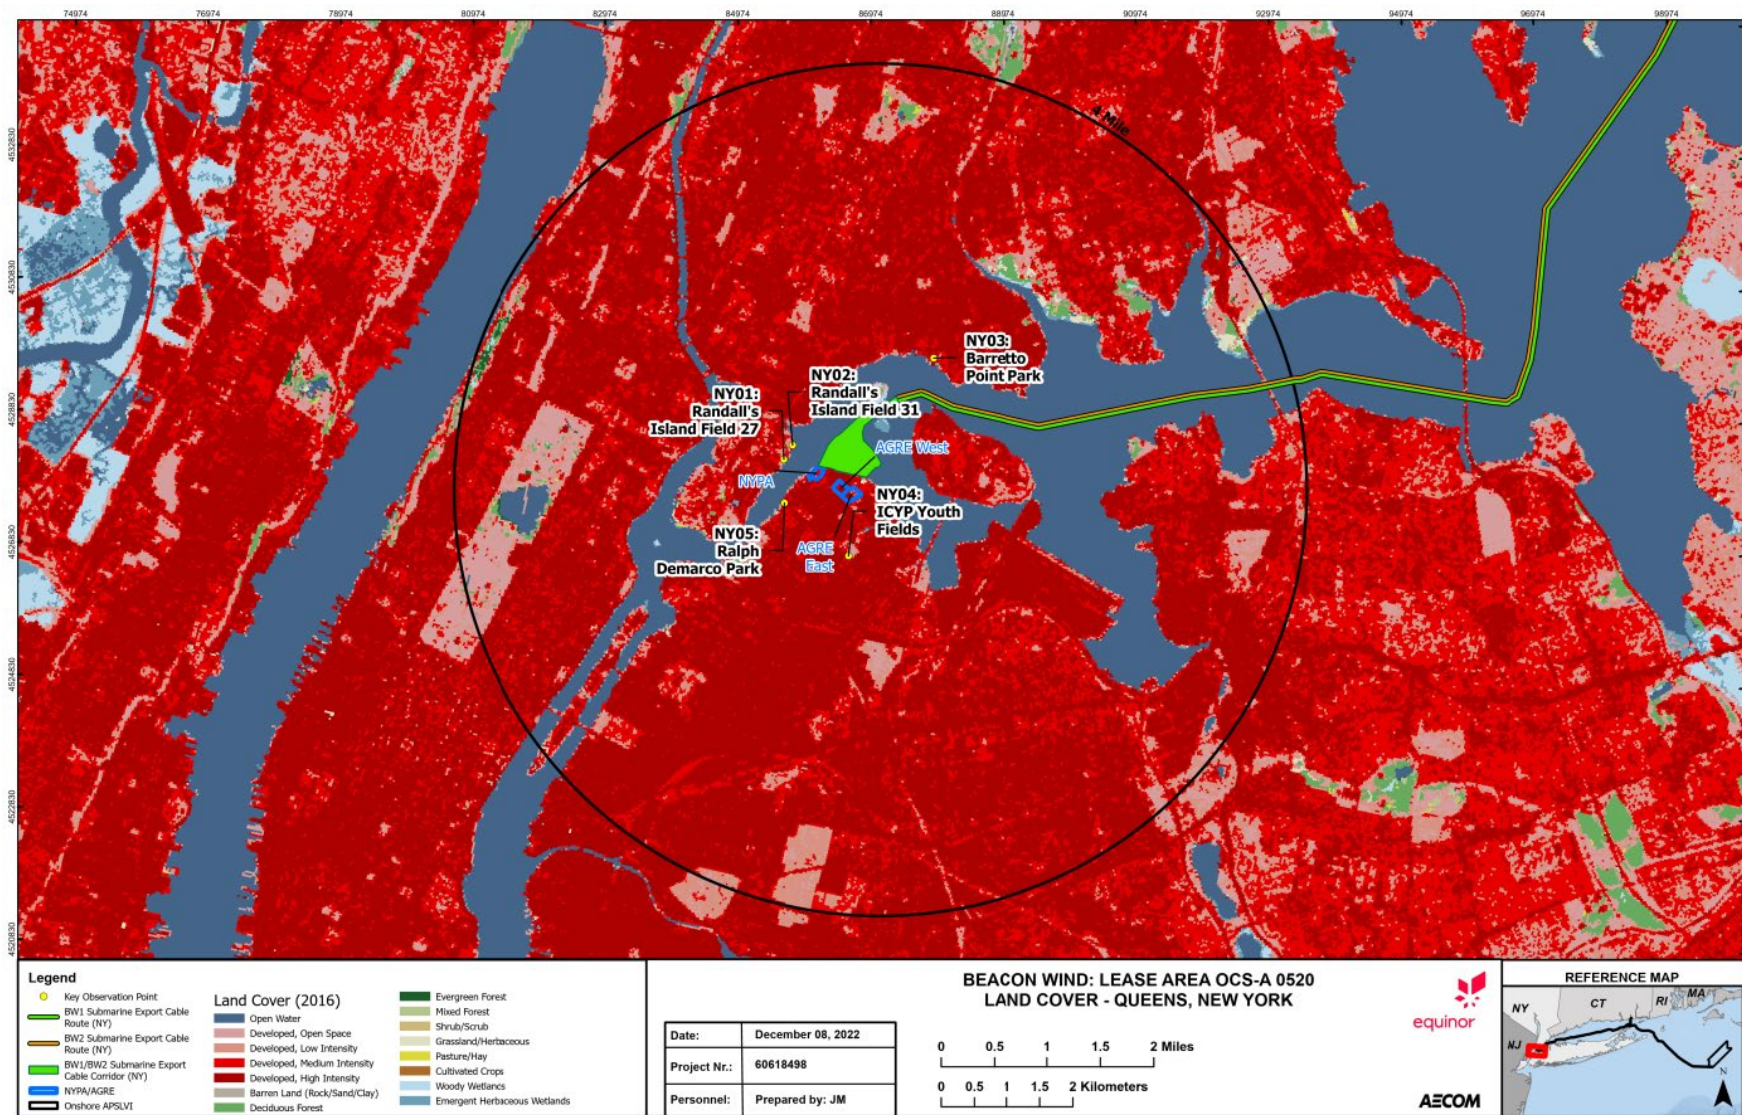 74974 76974 78974 80974 82974 84974 86974 88974 90974 92974 94974 96974 98974
4532830
4530830
4528830
4526830
4524830
4522830
4520830
4-Mile
NY03:
Barretto
Point Park
NY02:
Randall's
Island Field 31
NY01:
Randall's
Island Field 27
AGRE West
NYPA
NY04:
ICYP Youth
Fields
NY05:
Ralph
Demarco Park
AGRE
East
Legend
Key Observation Point
BW1 Submarine Export Cable
Route (NY)
BW2 Submarine Export Cable
Route (NY)
BW1/BW2 Submarine Export
Cable Corridor (NY)
NYPA/AGRE
Onshore APSLVI
Land Cover (2016)
Open Water
Developed, Open Space
Developed, Low Intensity
Developed, Medium Intensity
Developed, High Intensity
Barren Land (Rock/Sand/Clay)
Deciduous Forest
Evergreen Forest
Mixed Forest
Shrub/Scrub
Grassland/Herbaceous
Pasture/Hay
Cultivated Crops
Woody Wetlands
Emergent Herbaceous Wetlands
BEACON WIND: LEASE AREA OCS-A 0520
LAND COVER - QUEENS, NEW YORK
Date: December 08, 2022
Project Nr.: 60618498
Personnel: Prepared by: JM
0 0.5 1 1.5 2 Miles
0 0.5 1 1.5 2 Kilometers
equinor
AECOM
REFERENCE MAP
NY CT RI MA
NJ
N